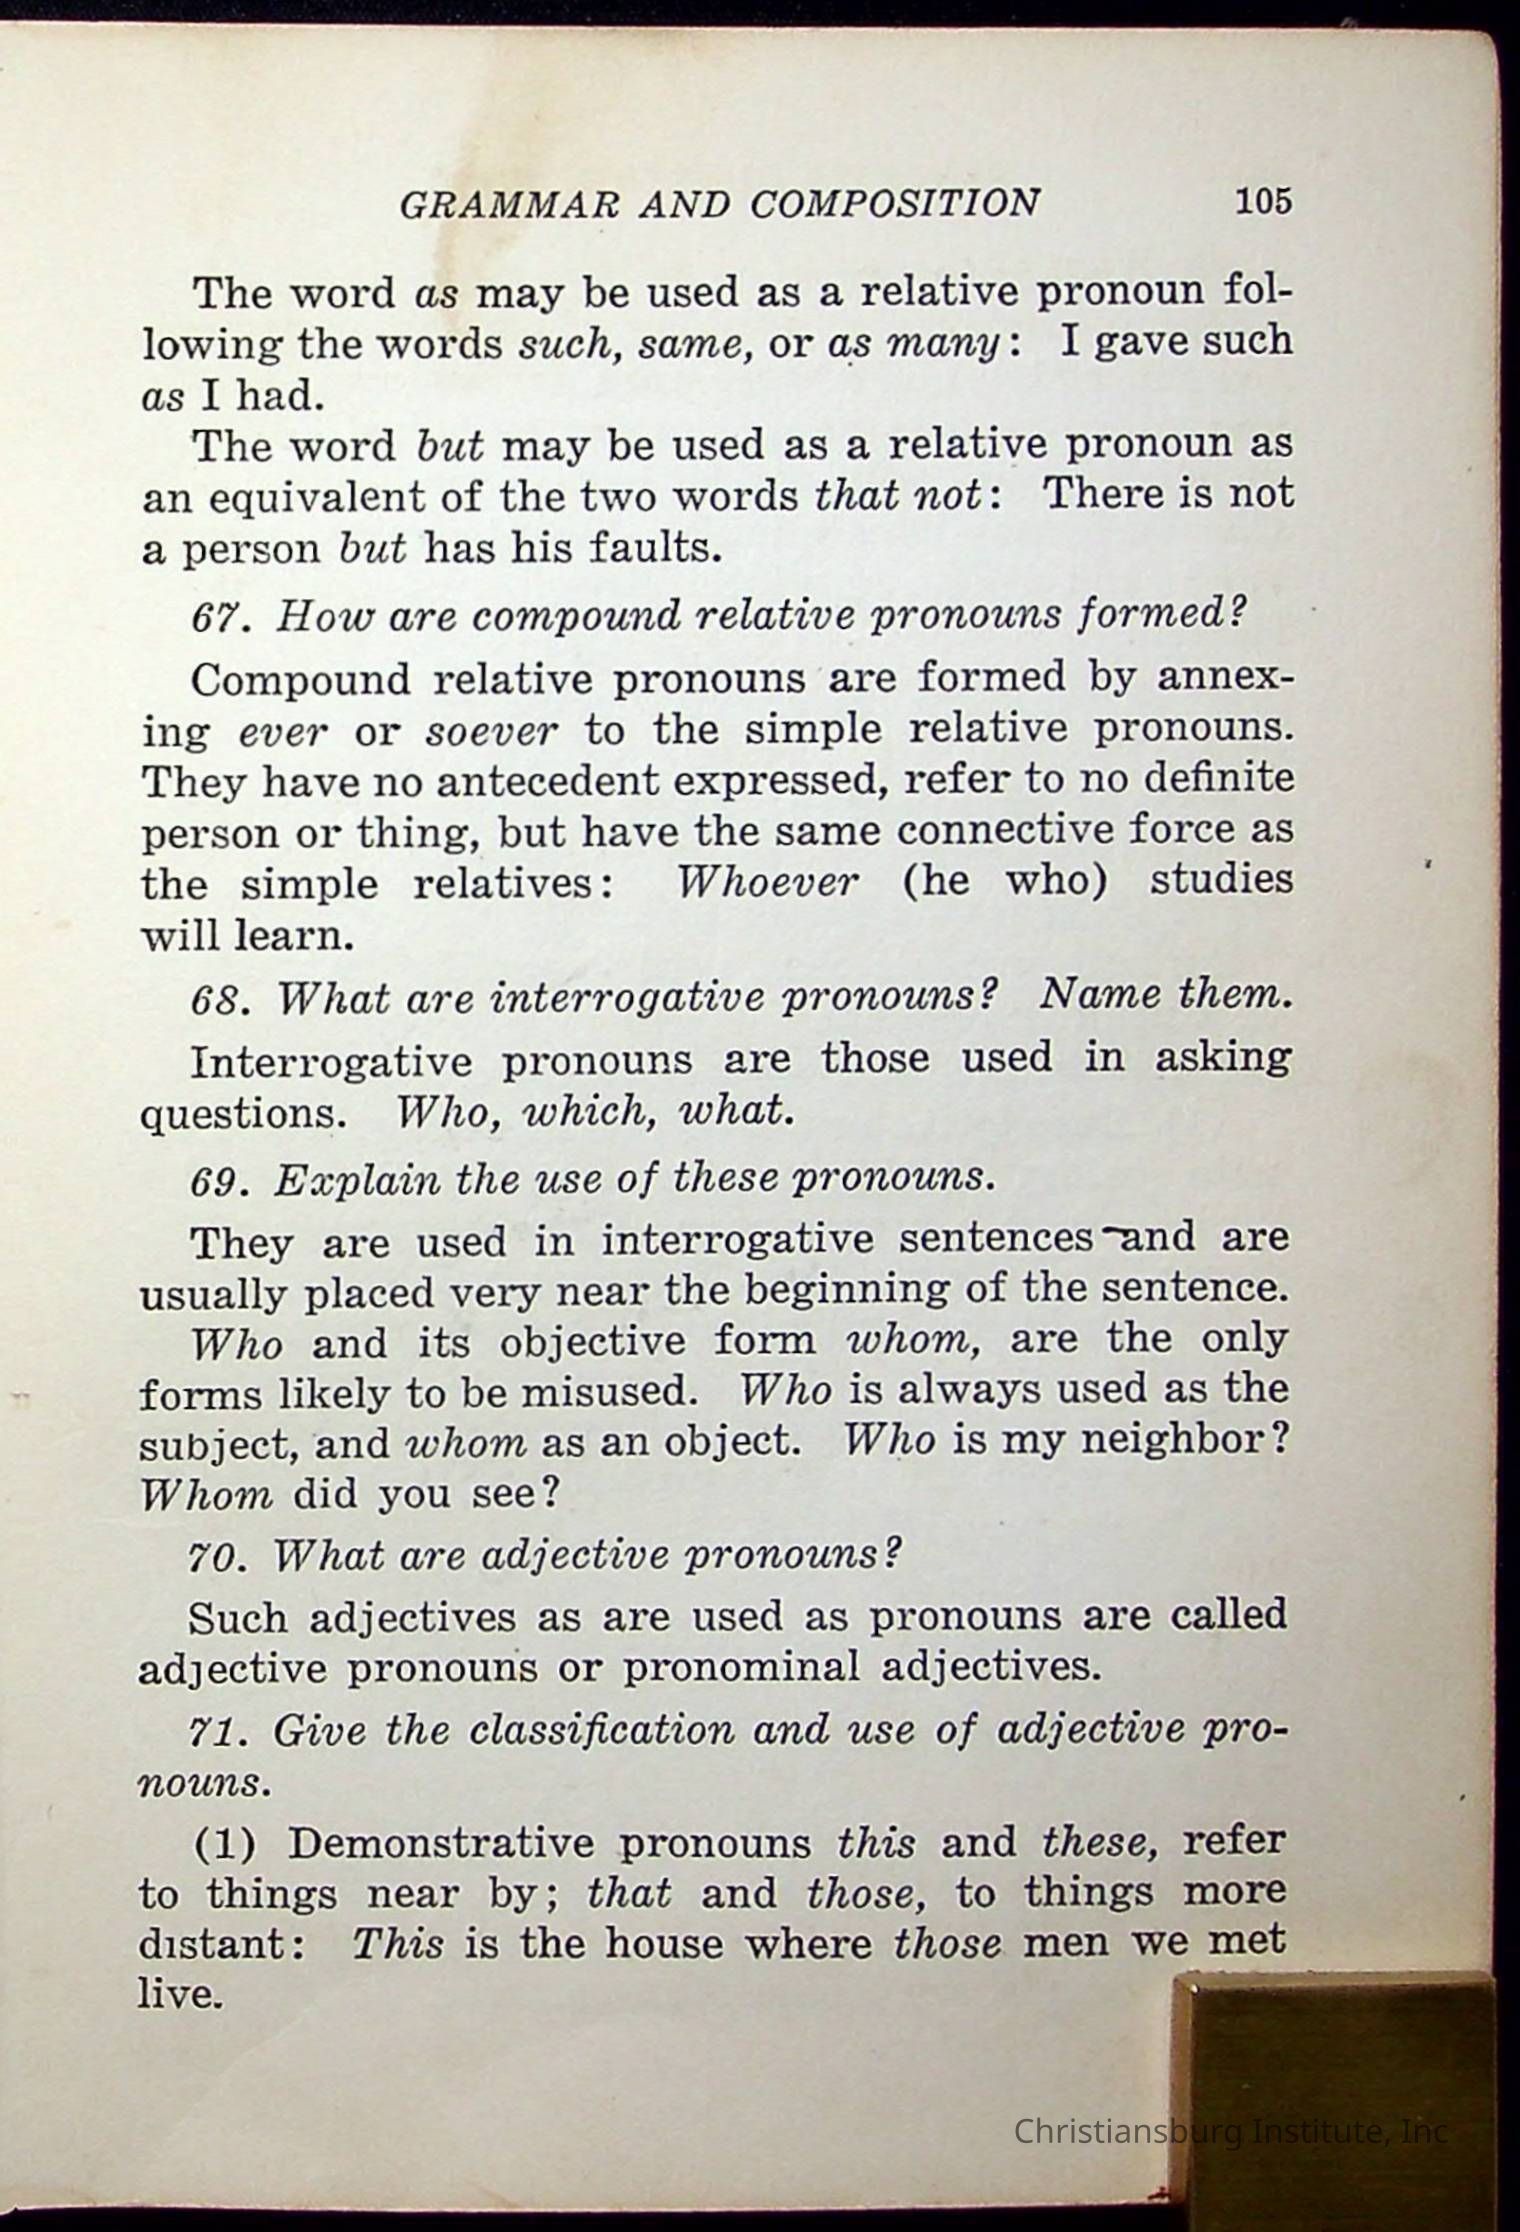 GRAMMAR AND COMPOSITION 105
The word as may be used as a relative pronoun fol-
lowing the words such, same, or as many: I gave such
as I had.
The word but may be used as a relative pronoun as
an equivalent of the two words that not: There is not
a person but has his faults.
67. How are compound relative pronouns formed?
Compound relative pronouns are formed by annex-
ing ever or soever to the simple relative pronouns.
They have no antecedent expressed, refer to no definite
person or thing, but have the same connective force as
the simple relatives: Whoever (he who) studies
will learn.
68. What are interrogative pronouns? Name them.
Interrogative pronouns are those used in asking
questions. Who, which, what.
69. Explain the use of these pronouns.
They are used in interrogative sentences and are
usually placed very near the beginning of the sentence.
Who and its objective form whom, are the only
forms likely to be misused. Who is always used as the
subject, and whom as an object. Who is my neighbor?
Whom did you see?
70. What are adjective pronouns?
Such adjectives as are used as pronouns are called
adjective pronouns or pronominal adjectives.
71. Give the classification and use of adjective pro-
nouns.
(1) Demonstrative pronouns this and these, refer
to things near by; that and those, to things more
distant: This is the house where those men we met
live.
Christiansburg Institute, Inc